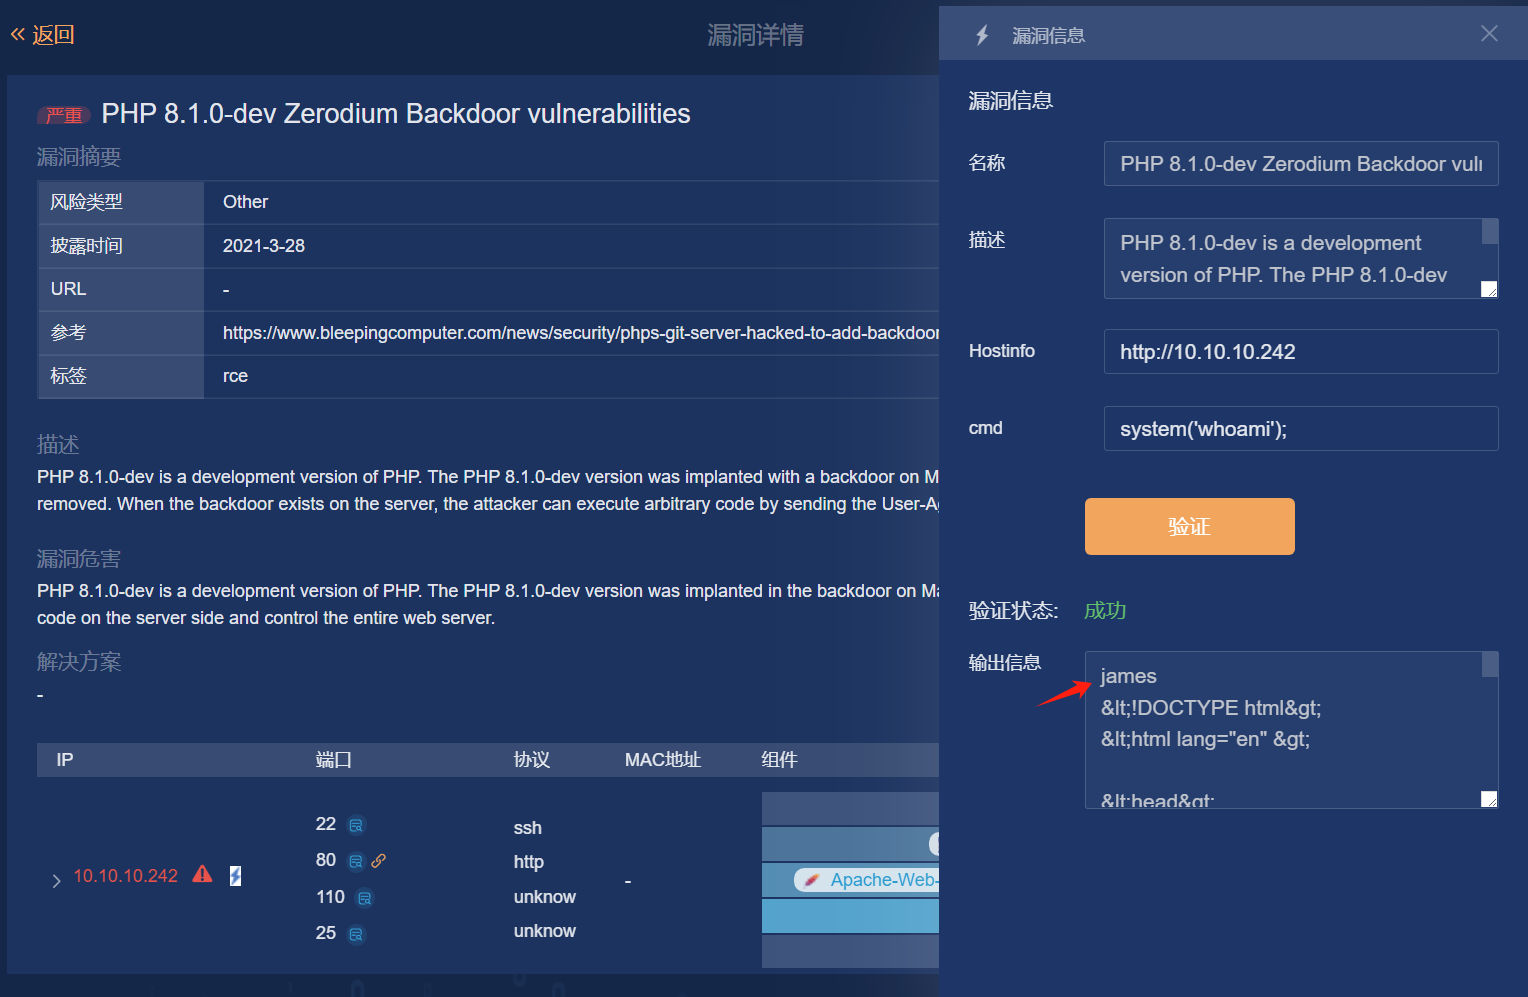 « 返回
漏洞详情
严重 PHP 8.1.0-dev Zerodium Backdoor vulnerabilities
漏洞摘要
风险类型 Other
披露时间 2021-3-28
URL -
参考 https://www.bleepingcomputer.com/news/security/phps-git-server-hacked-to-add-backdoor
标签 rce
描述
PHP 8.1.0-dev is a development version of PHP. The PHP 8.1.0-dev version was implanted with a backdoor on M
removed. When the backdoor exists on the server, the attacker can execute arbitrary code by sending the User-Ag
漏洞危害
PHP 8.1.0-dev is a development version of PHP. The PHP 8.1.0-dev version was implanted in the backdoor on Ma
code on the server side and control the entire web server.
解决方案
-
IP 端口 协议 MAC地址 组件
10.10.10.242
22 ssh
80 http
110 unknow
25 unknow
-
Apache-Web-
漏洞信息
漏洞信息
名称 PHP 8.1.0-dev Zerodium Backdoor vuln
描述 PHP 8.1.0-dev is a development
version of PHP. The PHP 8.1.0-dev
Hostinfo http://10.10.10.242
cmd system('whoami');
验证
验证状态: 成功
输出信息 james
&lt;!DOCTYPE html&gt;
&lt;html lang="en" &gt;
&lt;head&gt;